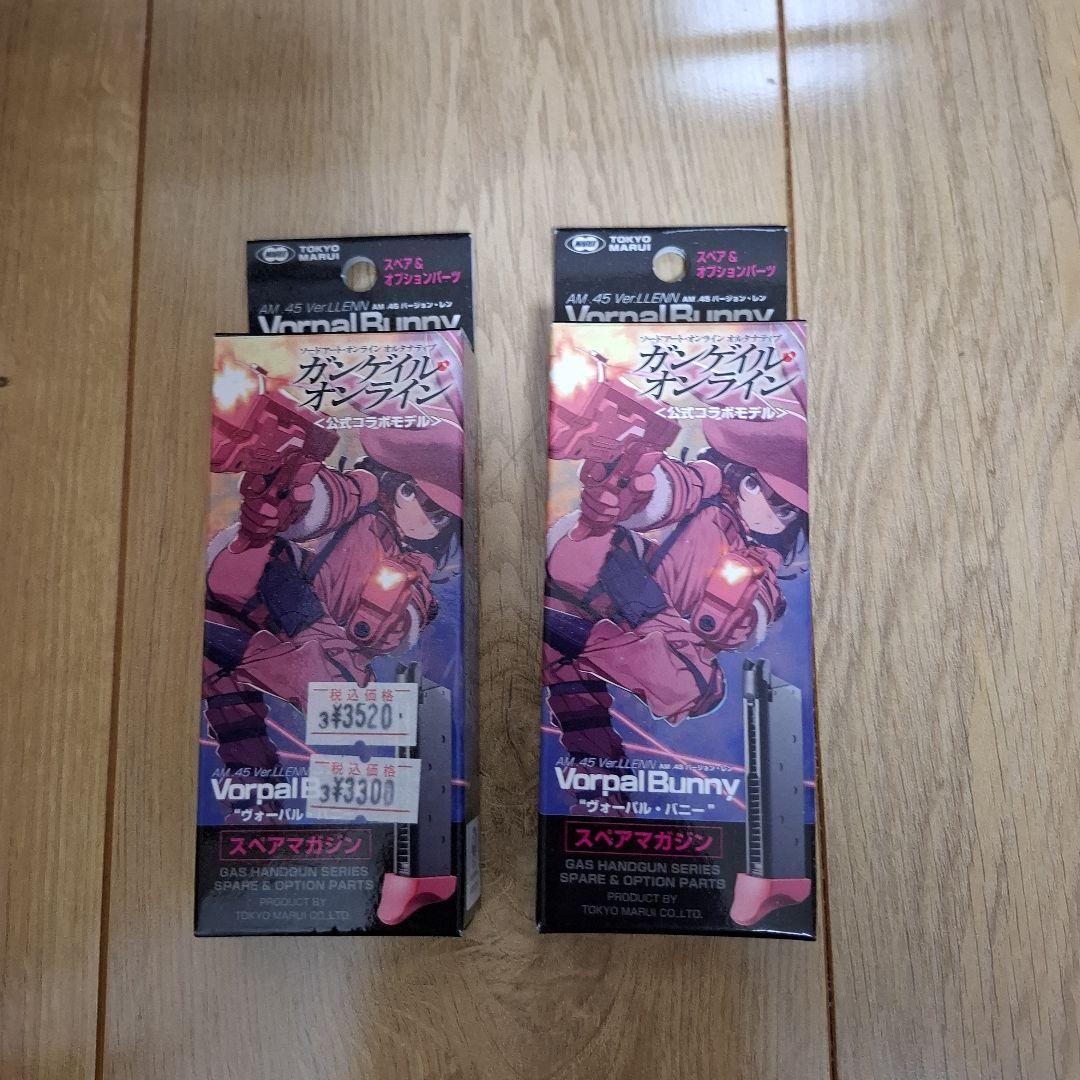 MARUI
TOKYO
MARUI
スペア&
オプションパーツ
AM .45 Ver.LLENN AM .45 バージョン・レン
Vorpal Bunny
ソードアート・オンライン オルタナティブ
ガンゲイル・
オンライン
<公式コラボモデル>
税込価格
3¥3520
税込価格
3¥3300
AM .45 Ver.LLENN
Vorpal B
"ヴォーパル・
スペアマガジン
GAS HANDGUN SERIES
SPARE & OPTION PARTS
PRODUCT BY
TOKYO MARUI CO.,LTD.
MARUI
TOKYO
MARUI
スペア&
オプションパーツ
AM .45 Ver.LLENN AM .45 バージョン・レン
Vorpal Bunny
ソードアート・オンライン オルタナティブ
ガンゲイル・
オンライン
<公式コラボモデル>
AM .45 Ver.LLENN AM .45 バージョン・レン
Vorpal Bunny
"ヴォーパル・バニー"
スペアマガジン
GAS HANDGUN SERIES
SPARE & OPTION PARTS
PRODUCT BY
TOKYO MARUI CO.,LTD.